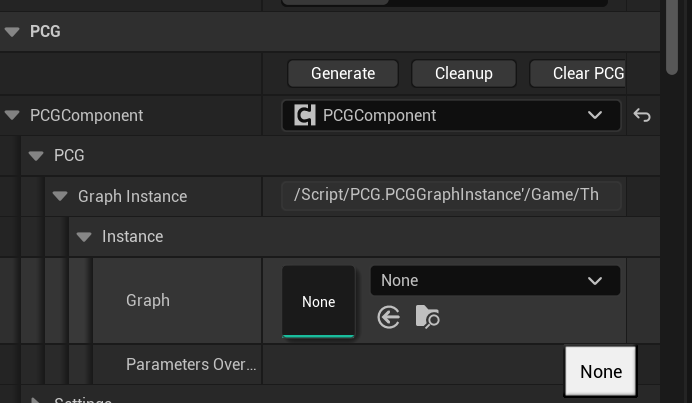 PCG
Generate Cleanup Clear PCG
PCGComponent PCGComponent
PCG
Graph Instance /Script/PCG.PCGGraphInstance'/Game/Th
Instance
None
Graph None
Parameters Over...
None
Settings